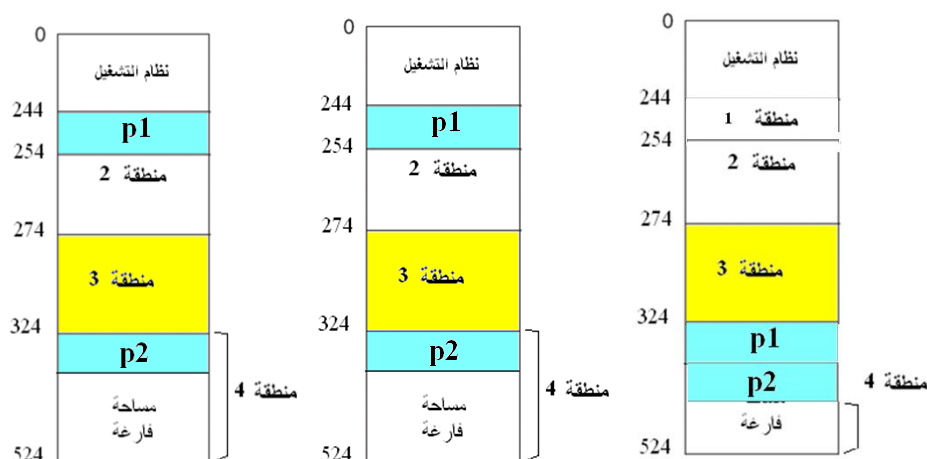 0
نظام التشغيل
244
p1
254
منطقة 2
274
منطقة 3
324
p2
منطقة 4
مساحة
فارغة
524
0
نظام التشغيل
244
p1
254
منطقة 2
274
منطقة 3
324
p2
منطقة 4
مساحة
فارغة
524
0
نظام التشغيل
244
منطقة 1
254
منطقة 2
274
منطقة 3
324
p1
p2
منطقة 4
فارغة
524